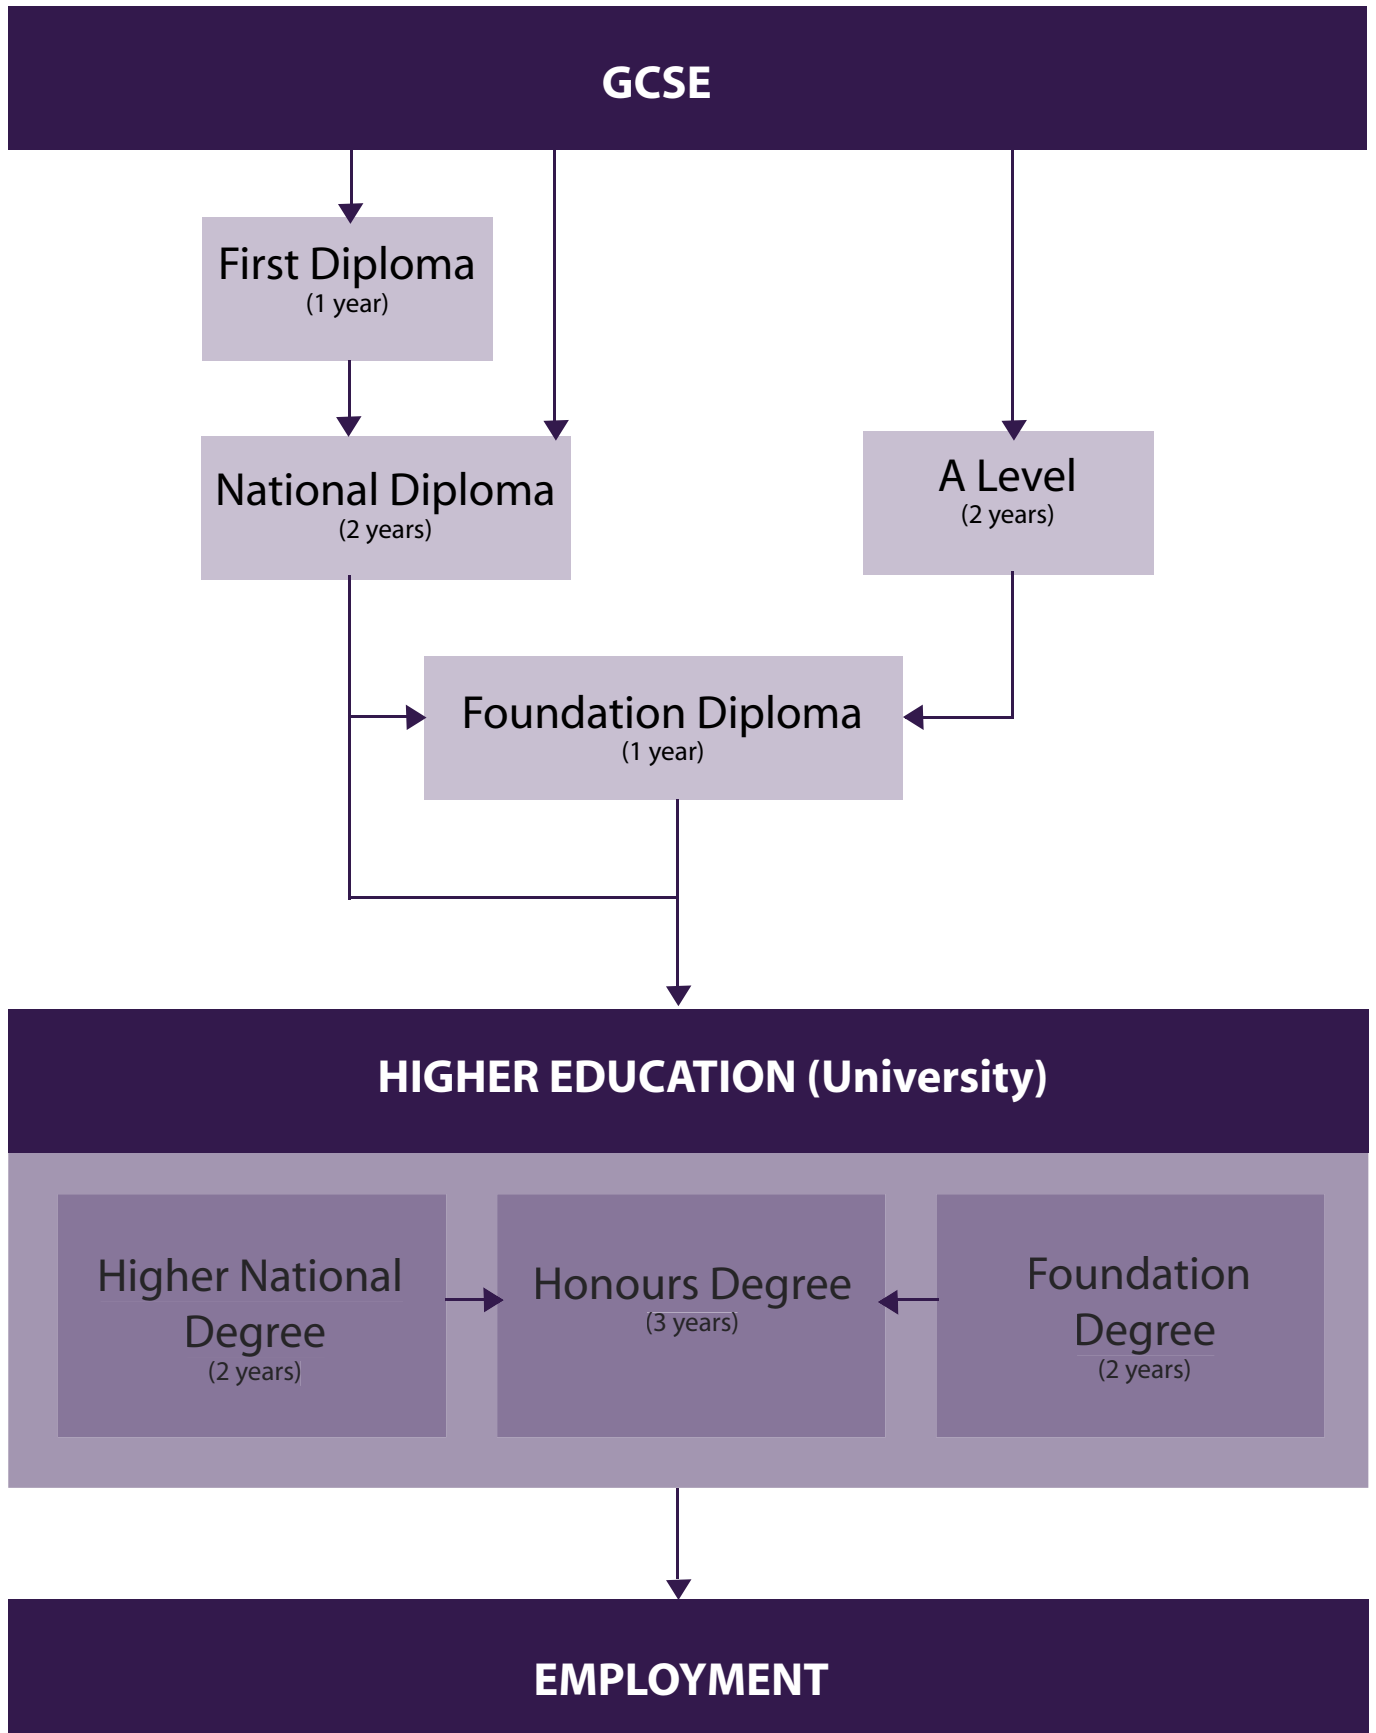 GCSE
First Diploma
(1 year)
National Diploma
(2 years)
A Level
(2 years)
Foundation Diploma
(1 year)
HIGHER EDUCATION (University)
Higher National
Degree
(2 years)
Honours Degree
(3 years)
Foundation
Degree
(2 years)
EMPLOYMENT